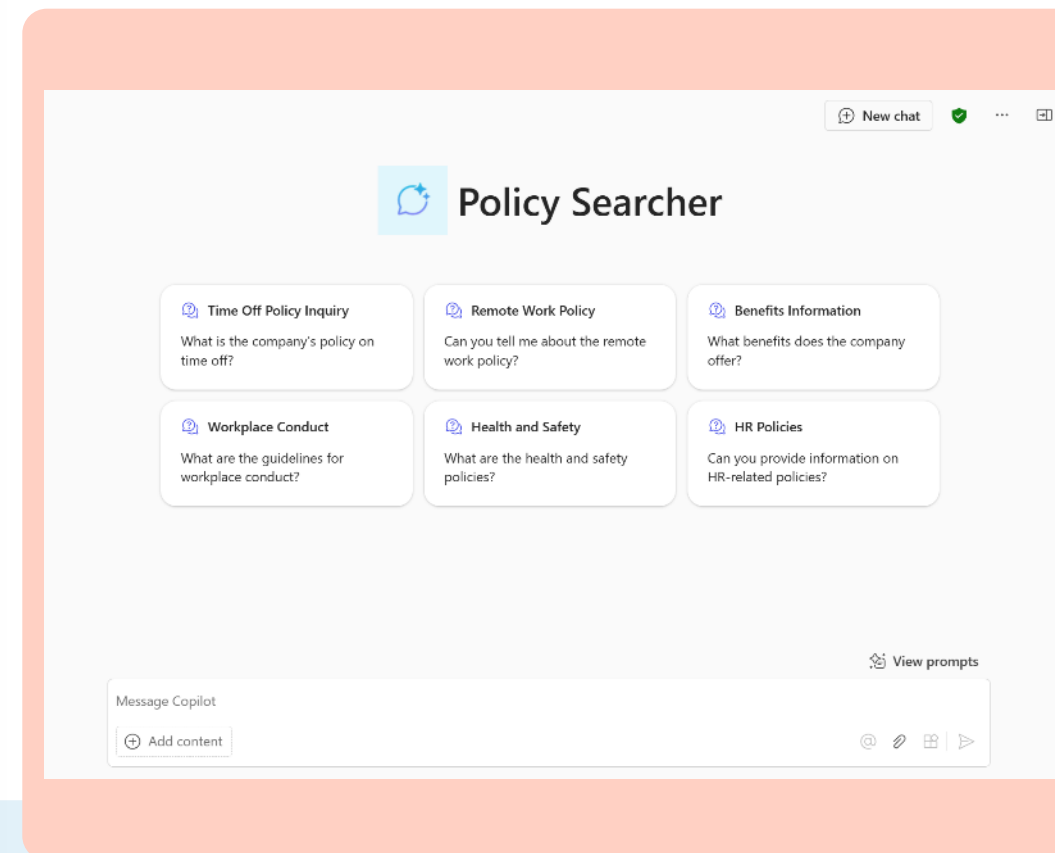 New chat
Policy Searcher
Time Off Policy Inquiry
What is the company's policy on
time off?
Remote Work Policy
Can you tell me about the remote
work policy?
Benefits Information
What benefits does the company
offer?
Workplace Conduct
What are the guidelines for
workplace conduct?
Health and Safety
What are the health and safety
policies?
HR Policies
Can you provide information on
HR-related policies?
View prompts
Message Copilot
Add content